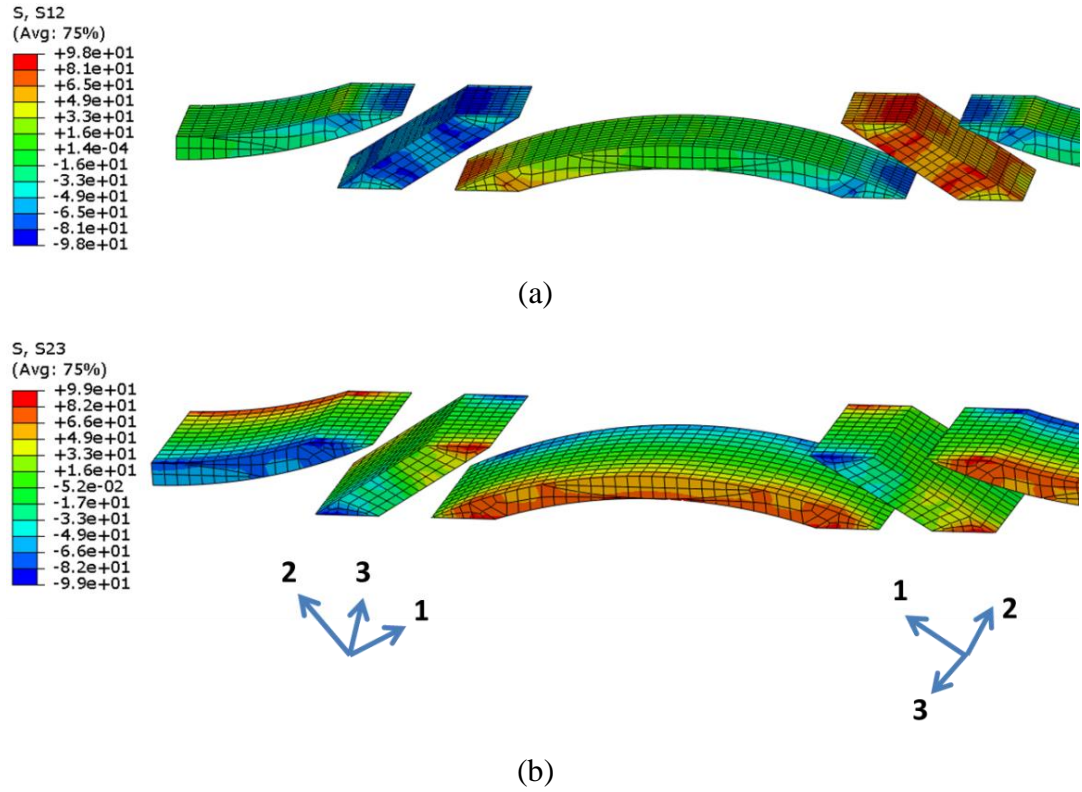 S, S12
(Avg: 75%)
+9.8e+01
+8.1e+01
+6.5e+01
+4.9e+01
+3.3e+01
+1.6e+01
+1.4e-04
-1.6e+01
-3.3e+01
-4.9e+01
-6.5e+01
-8.1e+01
-9.8e+01
(a)
S, S23
(Avg: 75%)
+9.9e+01
+8.2e+01
+6.6e+01
+4.9e+01
+3.3e+01
+1.6e+01
-5.2e-02
-1.7e+01
-3.3e+01
-4.9e+01
-6.6e+01
-8.2e+01
-9.9e+01
2 3 1
1 2
3
(b)